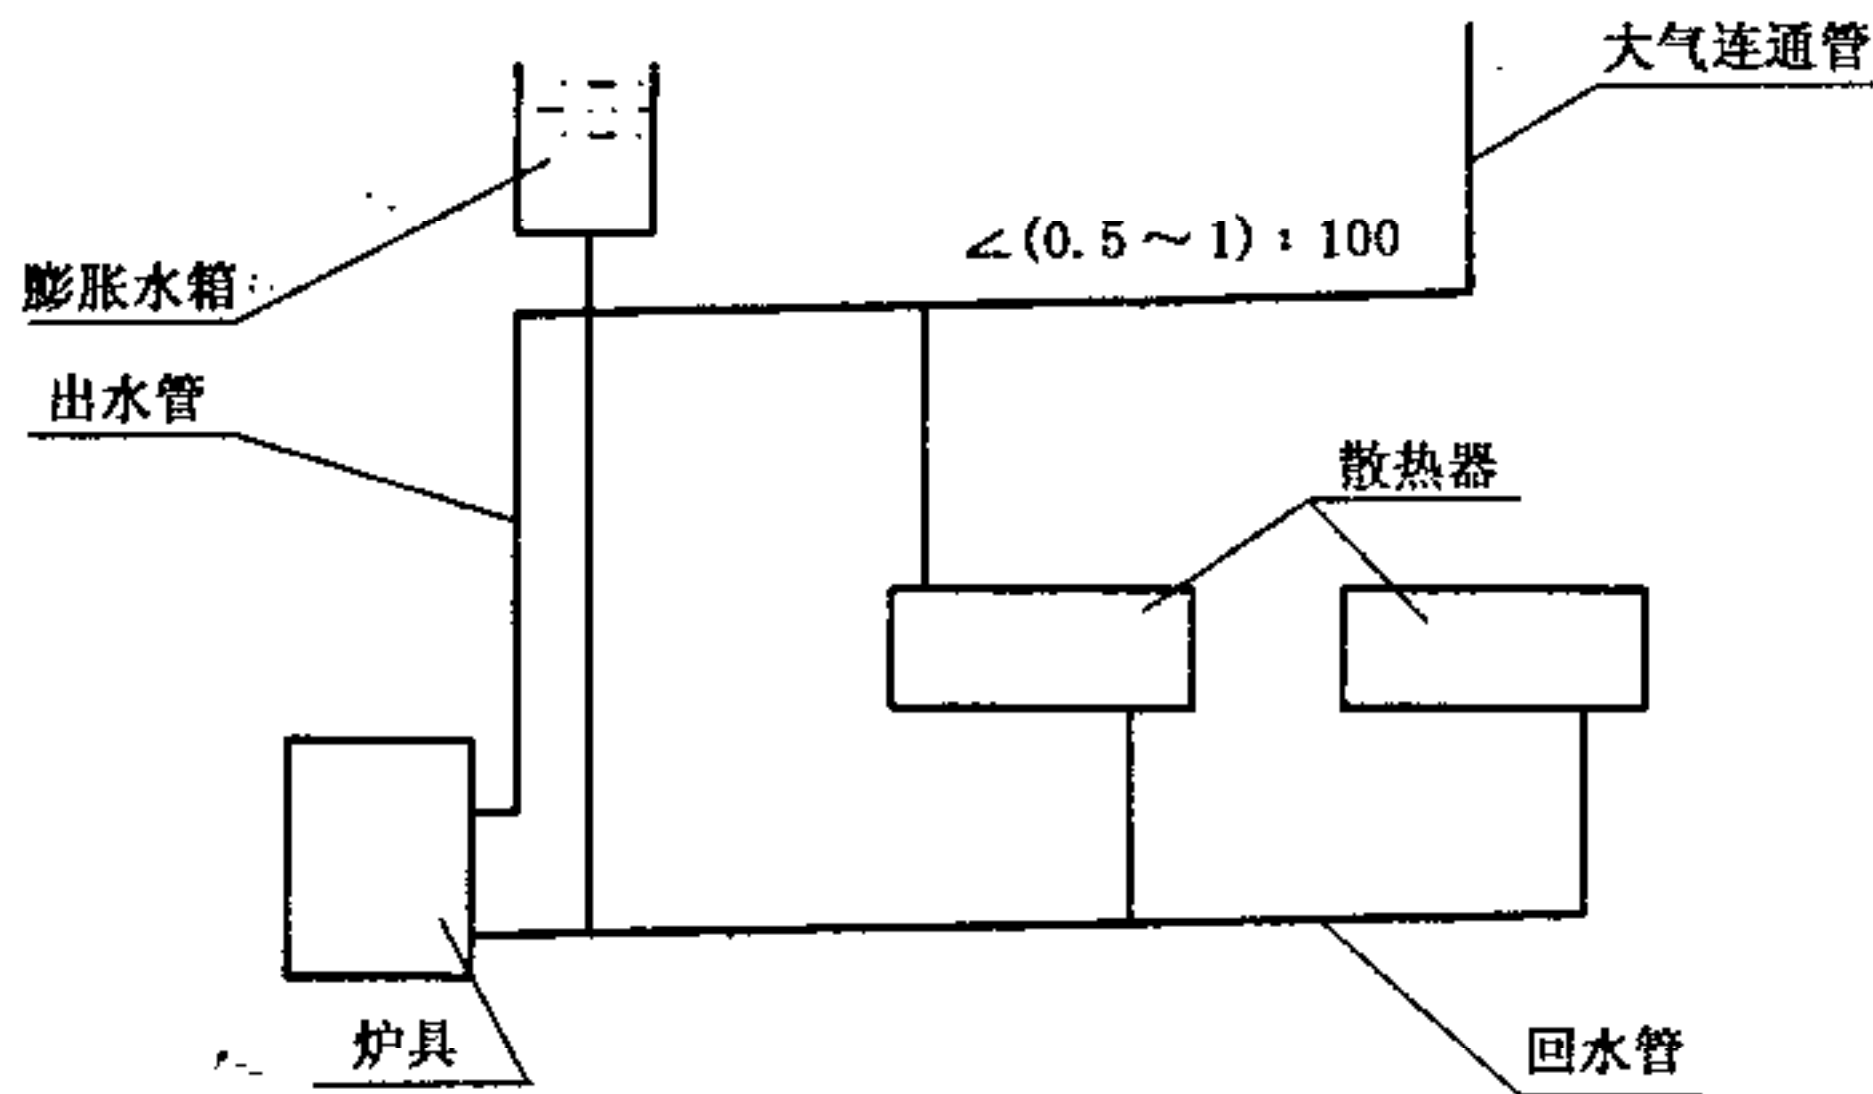 大气连通管
∠(0.5～1)：100
膨胀水箱
出水管
散热器
炉具
回水管